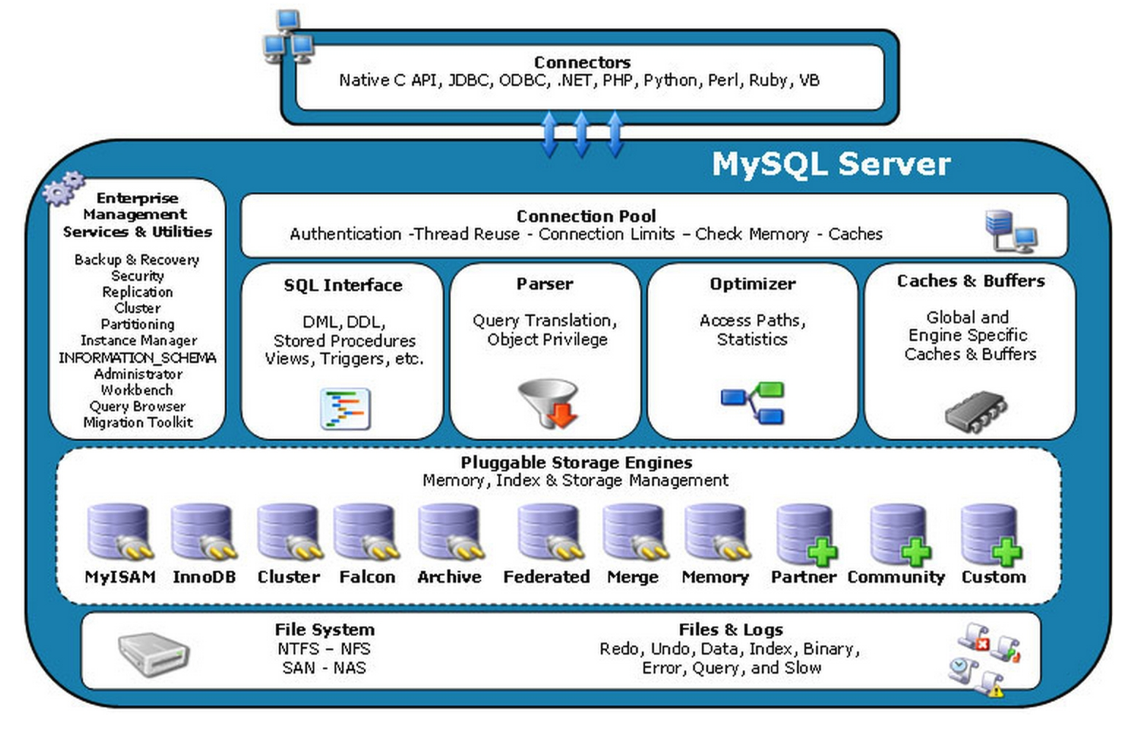 Connectors
Native C API, JDBC, ODBC, .NET, PHP, Python, Perl, Ruby, VB
MySQL Server
Enterprise
Management
Services & Utilities
Backup & Recovery
Security
Replication
Cluster
Partitioning
Instance Manager
INFORMATION_SCHEMA
Administrator
Workbench
Query Browser
Migration Toolkit
Connection Pool
Authentication -Thread Reuse - Connection Limits – Check Memory - Caches
SQL Interface
DML, DDL,
Stored Procedures
Views, Triggers, etc.
Parser
Query Translation,
Object Privilege
Optimizer
Access Paths,
Statistics
Caches & Buffers
Global and
Engine Specific
Caches & Buffers
Pluggable Storage Engines
Memory, Index & Storage Management
MyISAM InnoDB Cluster Falcon Archive Federated Merge Memory Partner Community Custom
File System
NTFS – NFS
SAN - NAS
Files & Logs
Redo, Undo, Data, Index, Binary,
Error, Query, and Slow